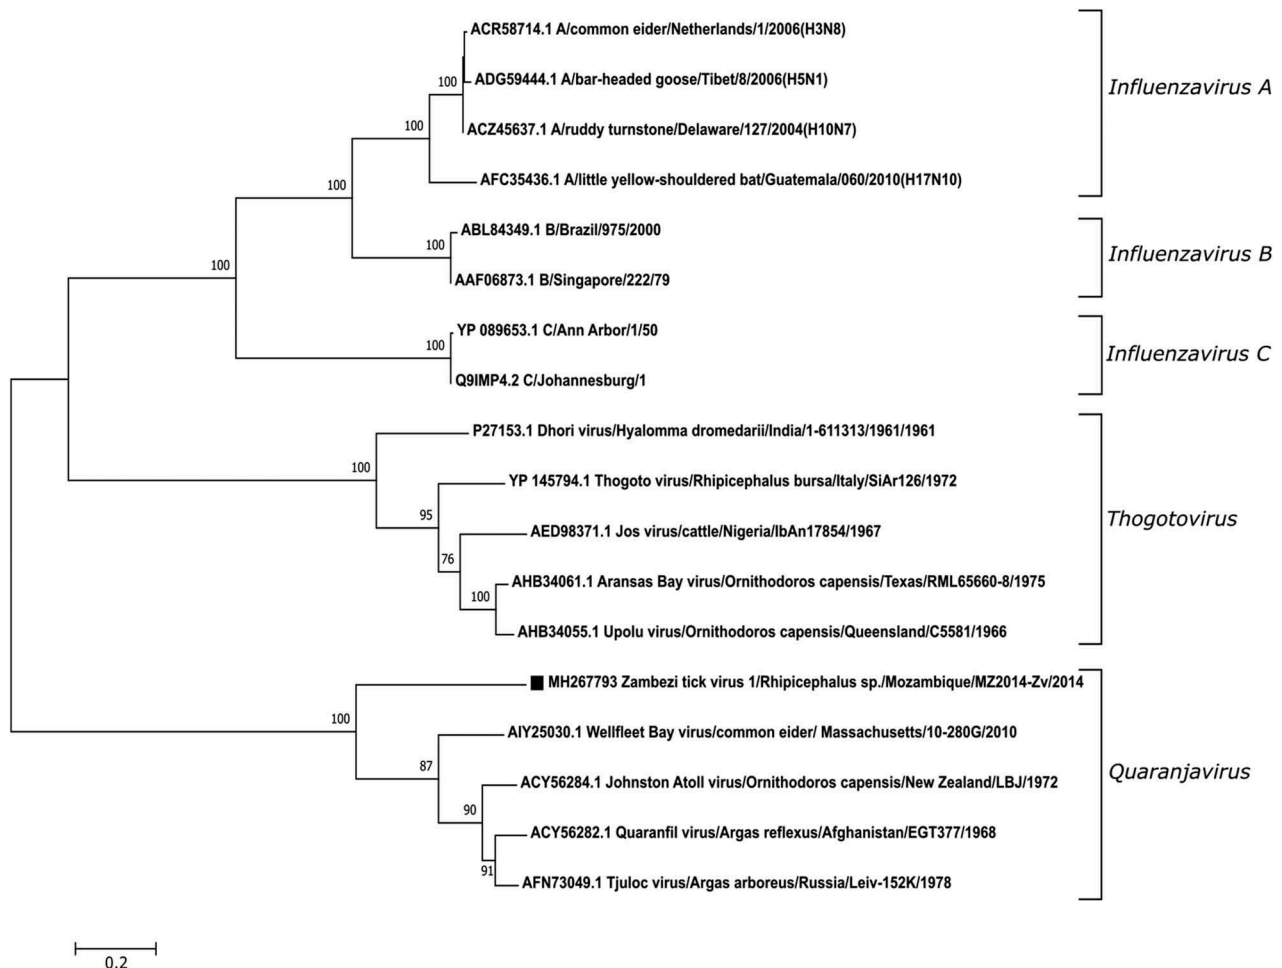 ACR58714.1 A/common eider/Netherlands/1/2006(H3N8)
100
ADG59444.1 A/bar-headed goose/Tibet/8/2006(H5N1)
Influenzavirus A
100
ACZ45637.1 A/ruddy turnstone/Delaware/127/2004(H10N7)
100
AFC35436.1 A/little yellow-shouldered bat/Guatemala/060/2010(H17N10)
ABL84349.1 B/Brazil/975/2000
100
Influenzavirus B
100
AAF06873.1 B/Singapore/222/79
YP 089653.1 C/Ann Arbor/1/50
100
Influenzavirus C
Q9IMP4.2 C/Johannesburg/1
P27153.1 Dhori virus/Hyalomma dromedarii/India/1-611313/1961/1961
100
YP 145794.1 Thogoto virus/Rhipicephalus bursa/Italy/SiAr126/1972
95
Thogotovirus
AED98371.1 Jos virus/cattle/Nigeria/IbAn17854/1967
76
AHB34061.1 Aransas Bay virus/Ornithodoros capensis/Texas/RML65660-8/1975
100
AHB34055.1 Upolu virus/Ornithodoros capensis/Queensland/C5581/1966
MH267793 Zambezi tick virus 1/Rhipicephalus sp./Mozambique/MZ2014-Zv/2014
100
AIY25030.1 Wellfleet Bay virus/common eider/ Massachusetts/10-280G/2010
87
Quaranjavirus
ACY56284.1 Johnston Atoll virus/Ornithodoros capensis/New Zealand/LBJ/1972
90
ACY56282.1 Quaranfil virus/Argas reflexus/Afghanistan/EGT377/1968
91
AFN73049.1 Tjuloc virus/Argas arboreus/Russia/Leiv-152K/1978
0.2